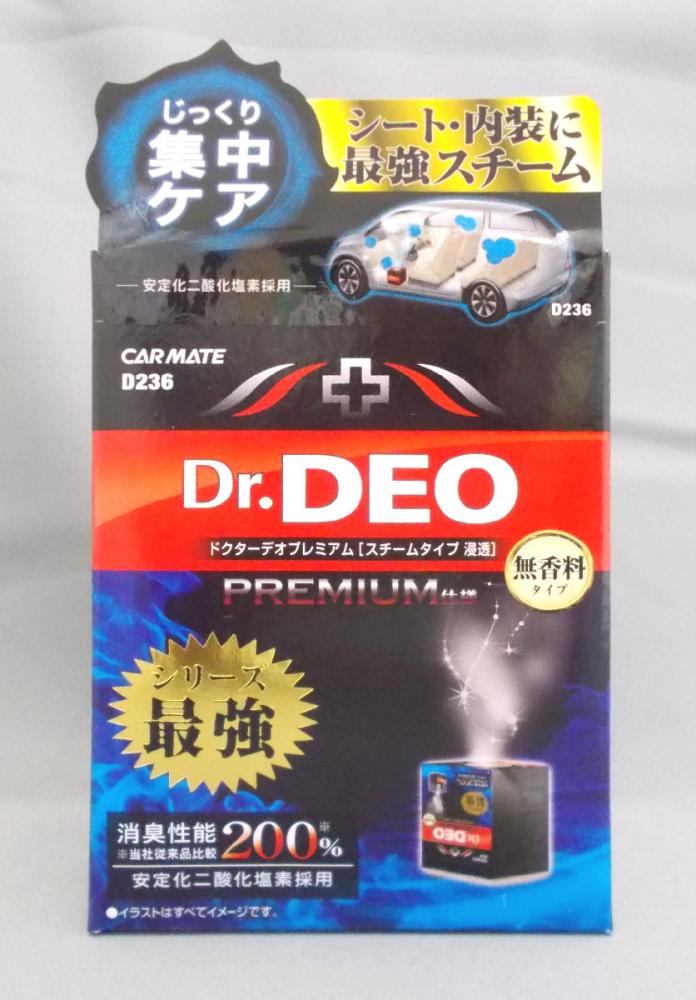 じっくり
集中
ケア
シート・内装に
最強スチーム
安定化二酸化塩素採用
D236
CARMATE
D236
Dr.DEO
ドクターデオプレミアム[スチームタイプ 浸透]
PREMIUM仕様
無香料
タイプ
シリーズ
最強
消臭性能200%※
※当社従来品比較
安定化二酸化塩素採用
Dr.DEO
●イラストはすべてイメージです。